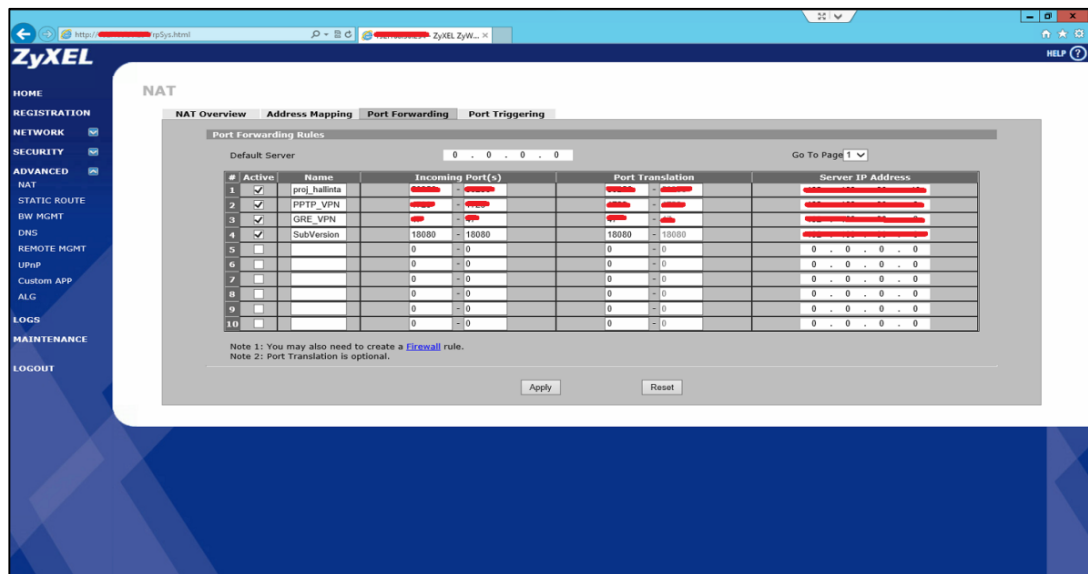 http:// rpSys.html
ZyXEL ZyW...
ZyXEL
HELP ?
HOME
REGISTRATION
NETWORK
SECURITY
ADVANCED
NAT
STATIC ROUTE
BW MGMT
DNS
REMOTE MGMT
UPnP
Custom APP
ALG
LOGS
MAINTENANCE
LOGOUT
NAT
NAT Overview Address Mapping Port Forwarding Port Triggering
Port Forwarding Rules
Default Server 0 . 0 . 0 . 0 Go To Page 1
# Active Name Incoming Port(s) Port Translation Server IP Address
1 proj_hallinta - -
2 PPTP_VPN - -
3 GRE_VPN - -
4 SubVersion 18080 - 18080 18080 - 18080
5 0 - 0 0 - 0 0 . 0 . 0 . 0
6 0 - 0 0 - 0 0 . 0 . 0 . 0
7 0 - 0 0 - 0 0 . 0 . 0 . 0
8 0 - 0 0 - 0 0 . 0 . 0 . 0
9 0 - 0 0 - 0 0 . 0 . 0 . 0
10 0 - 0 0 - 0 0 . 0 . 0 . 0
Note 1: You may also need to create a Firewall rule.
Note 2: Port Translation is optional.
Apply Reset